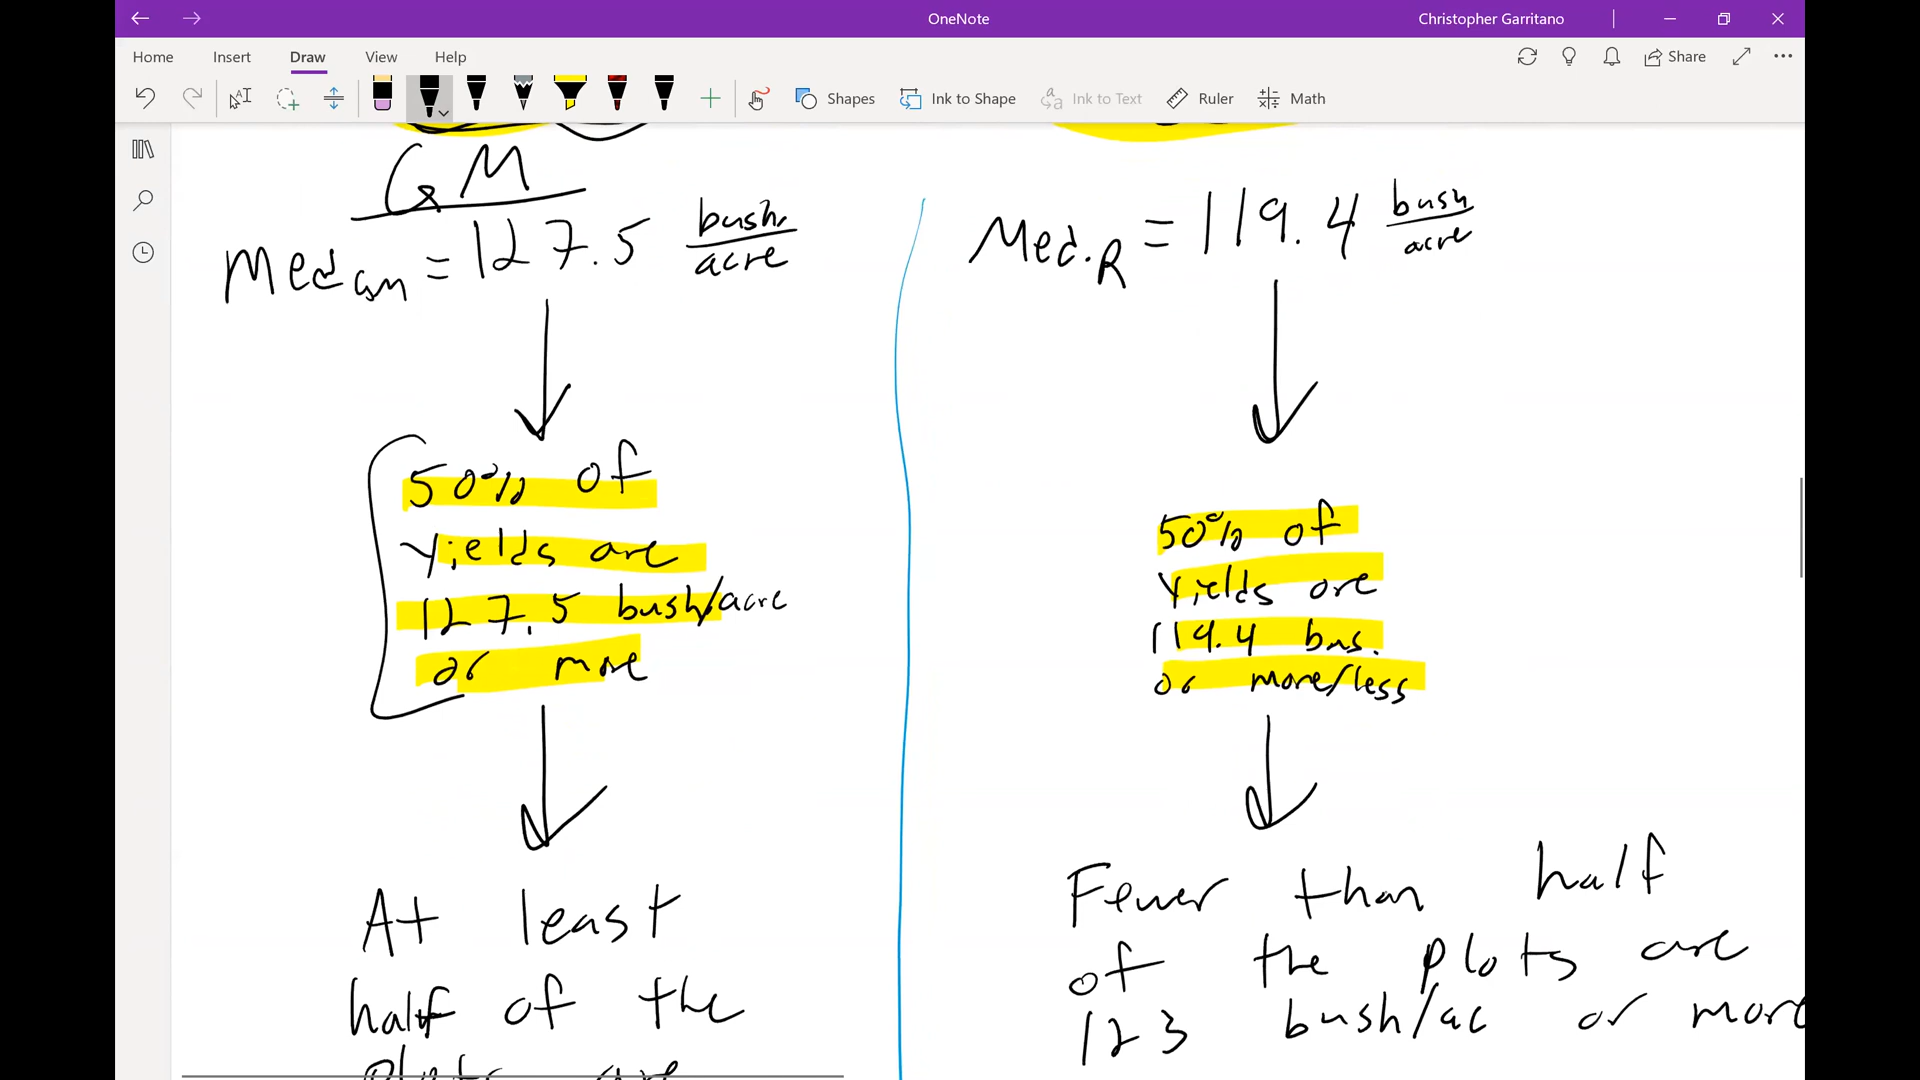 OneNote
Christopher Garritano
Home Insert Draw View Help
Share
Shapes Ink to Shape Ink to Text Ruler Math
GM
Med GM = 127.5 bush/acre
50% of
yields are
127.5 bush/acre
or more
At least
half of the
plots are
Med.R = 119.4 bush/acre
50% of
yields are
119.4 bus.
or more/less
Fewer than half
of the plots are
123 bush/ac or more